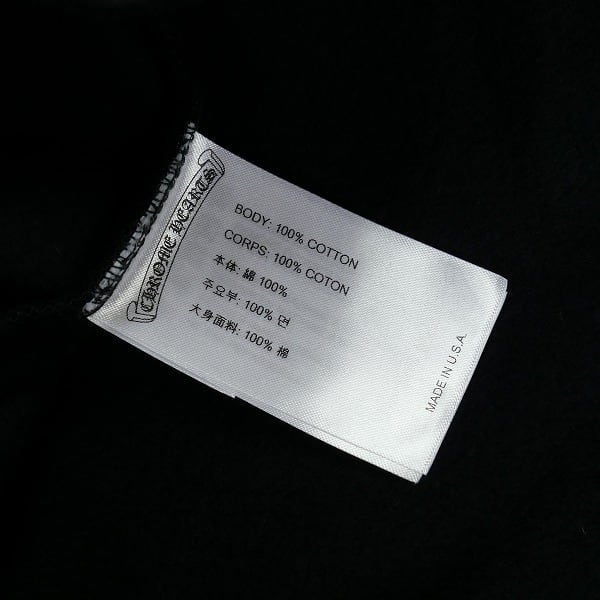 CHROME HEARTS
BODY: 100% COTTON
CORPS: 100% COTON
本体: 綿 100%
주요부: 100% 면
大身面料: 100% 棉
MADE IN U.S.A.